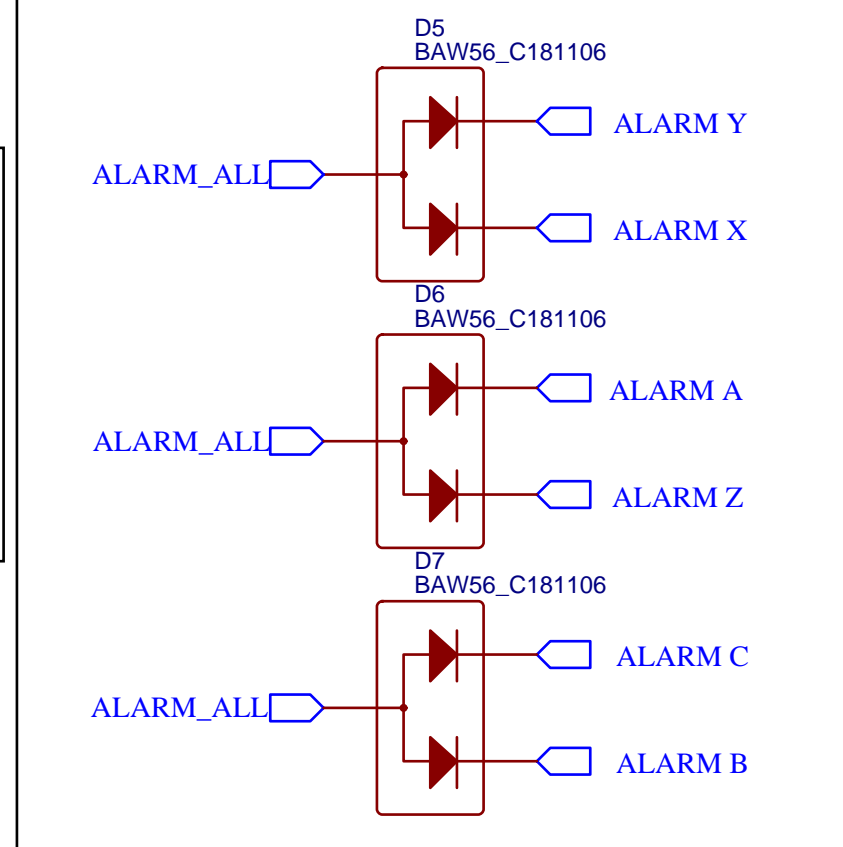 D5
BAW56_C181106
ALARM Y
ALARM_ALL
ALARM X
D6
BAW56_C181106
ALARM A
ALARM_ALL
ALARM Z
D7
BAW56_C181106
ALARM C
ALARM_ALL
ALARM B